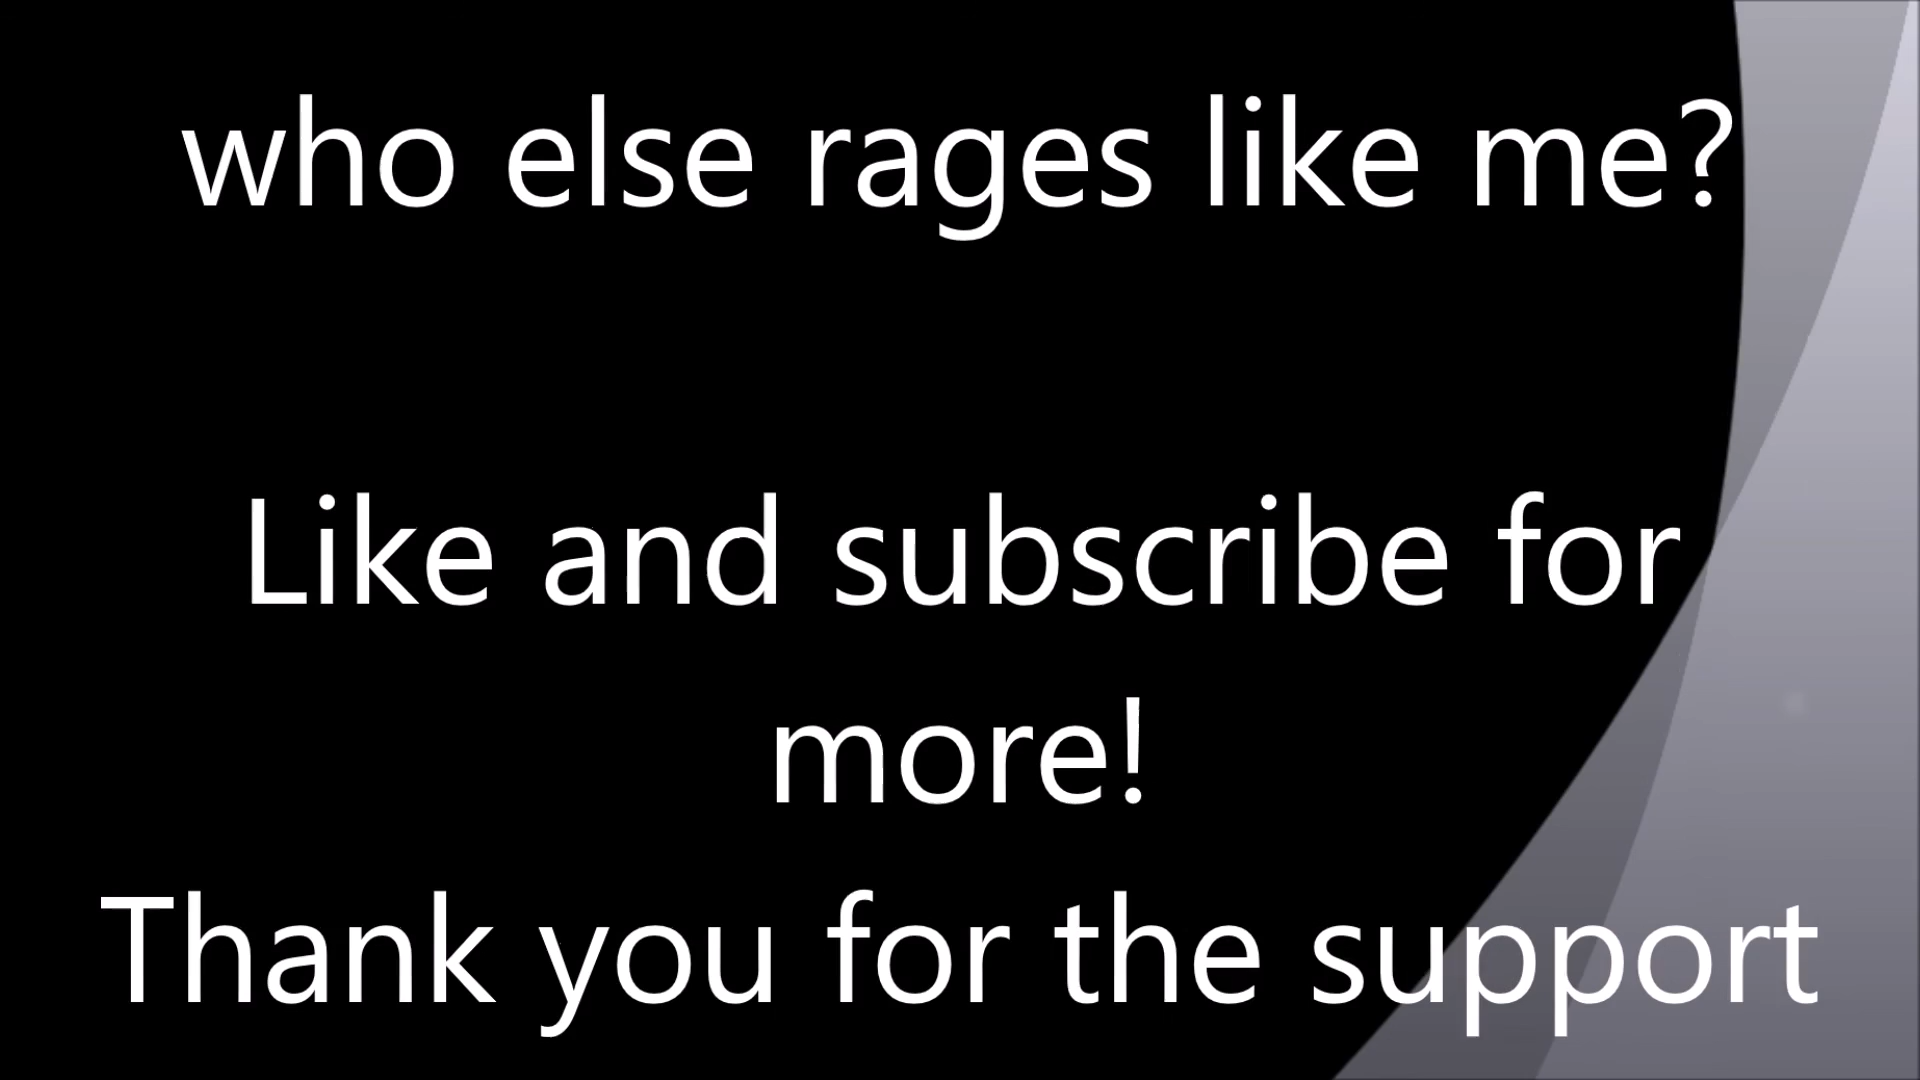 who else rages like me?
Like and subscribe for
more!
Thank you for the support